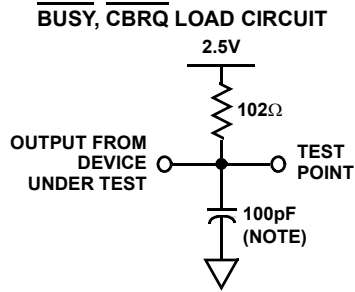 BUSY, CBRQ LOAD CIRCUIT
2.5V
102Ω
OUTPUT FROM
DEVICE
UNDER TEST
TEST
POINT
100pF
(NOTE)